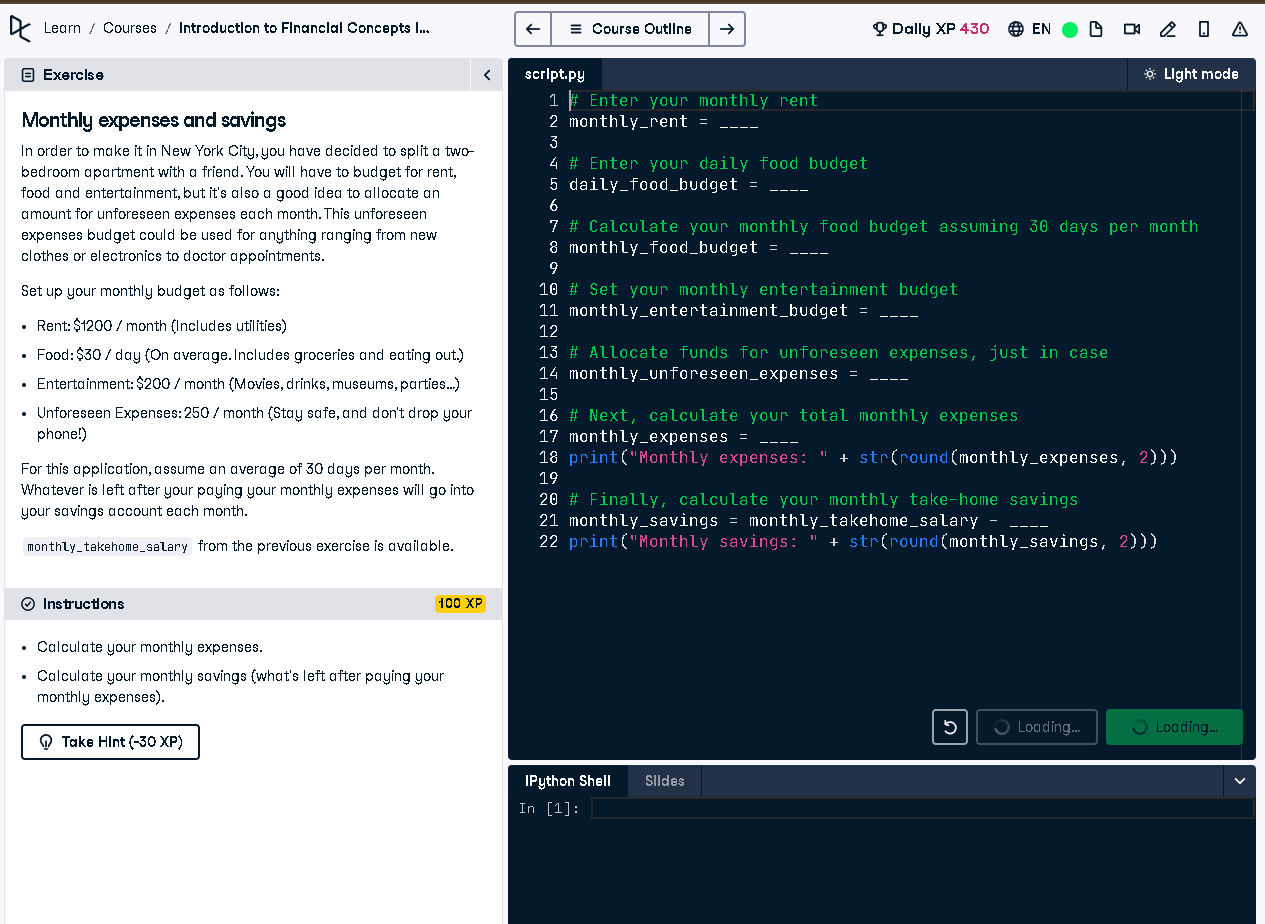 Learn / Courses / Introduction to Financial Concepts i...
Course Outline
Daily XP 430
EN
Exercise
Monthly expenses and savings
In order to make it in New York City, you have decided to split a two-
bedroom apartment with a friend. You will have to budget for rent,
food and entertainment, but it's also a good idea to allocate an
amount for unforeseen expenses each month. This unforeseen
expenses budget could be used for anything ranging from new
clothes or electronics to doctor appointments.
Set up your monthly budget as follows:
• Rent: $1200 / month (Includes utilities)
• Food: $30 / day (On average. Includes groceries and eating out.)
• Entertainment: $200 / month (Movies, drinks, museums, parties...)
• Unforeseen Expenses: 250 / month (Stay safe, and don't drop your
phone!)
For this application, assume an average of 30 days per month.
Whatever is left after your paying your monthly expenses will go into
your savings account each month.
monthly_takehome_salary from the previous exercise is available.
Instructions
100 XP
• Calculate your monthly expenses.
• Calculate your monthly savings (what's left after paying your
monthly expenses).
Take Hint (-30 XP)
script.py
Light mode
1 # Enter your monthly rent
2 monthly_rent = ____
3
4 # Enter your daily food budget
5 daily_food_budget = ____
6
7 # Calculate your monthly food budget assuming 30 days per month
8 monthly_food_budget = ____
9
10 # Set your monthly entertainment budget
11 monthly_entertainment_budget = ____
12
13 # Allocate funds for unforeseen expenses, just in case
14 monthly_unforeseen_expenses = ____
15
16 # Next, calculate your total monthly expenses
17 monthly_expenses = ____
18 print("Monthly expenses: " + str(round(monthly_expenses, 2)))
19
20 # Finally, calculate your monthly take-home savings
21 monthly_savings = monthly_takehome_salary - ____
22 print("Monthly savings: " + str(round(monthly_savings, 2)))
Loading...
Loading...
IPython Shell
Slides
In [1]: